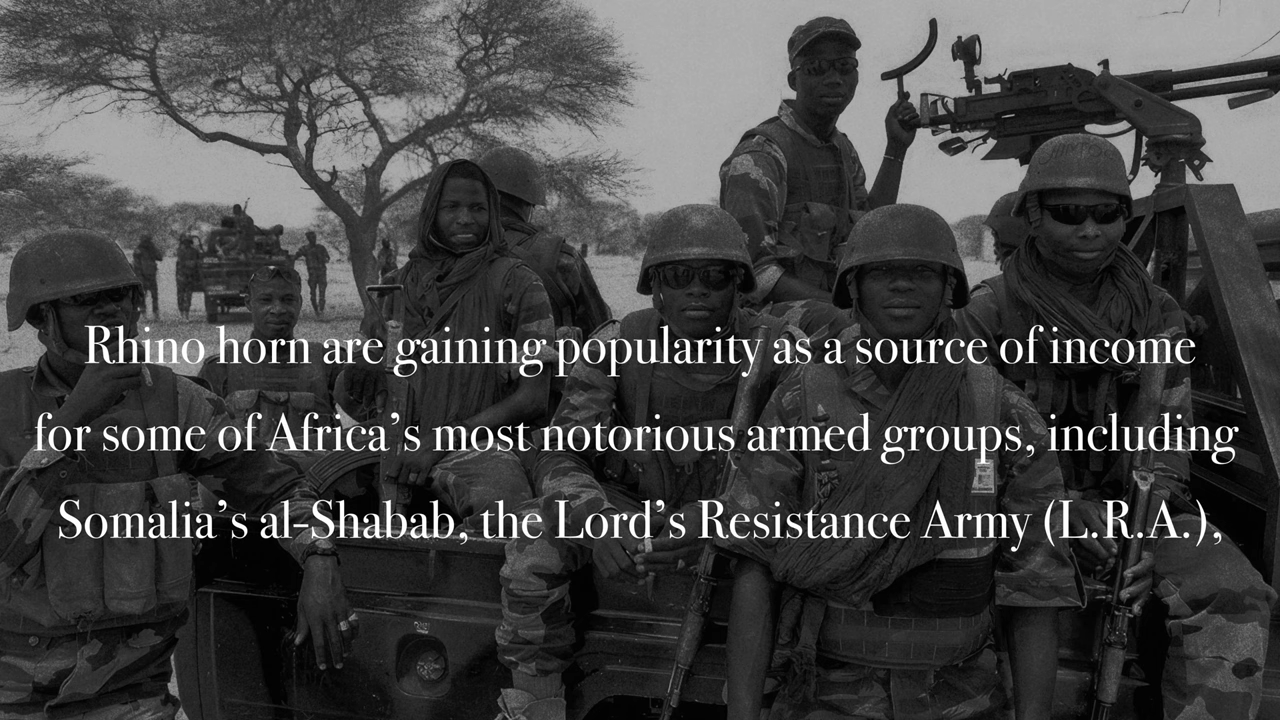 Rhino horn are gaining popularity as a source of income
for some of Africa’s most notorious armed groups, including
Somalia’s al-Shabab, the Lord’s Resistance Army (L.R.A.),